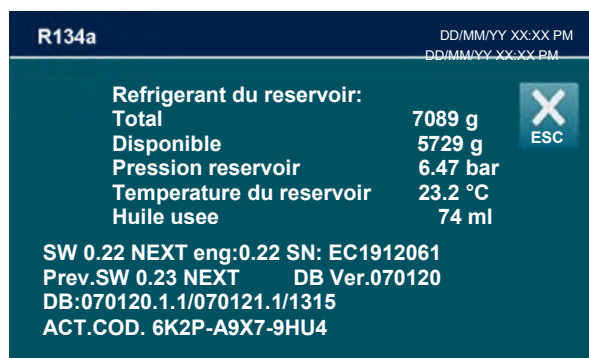 R134a DD/MM/YY XX:XX PM
DD/MM/YY XX:XX PM
Refrigerant du reservoir:
Total 7089 g
Disponible 5729 g
ESC
Pression reservoir 6.47 bar
Temperature du reservoir 23.2 °C
Huile usee 74 ml
SW 0.22 NEXT eng:0.22 SN: EC1912061
Prev.SW 0.23 NEXT DB Ver.070120
DB:070120.1.1/070121.1/1315
ACT.COD. 6K2P-A9X7-9HU4